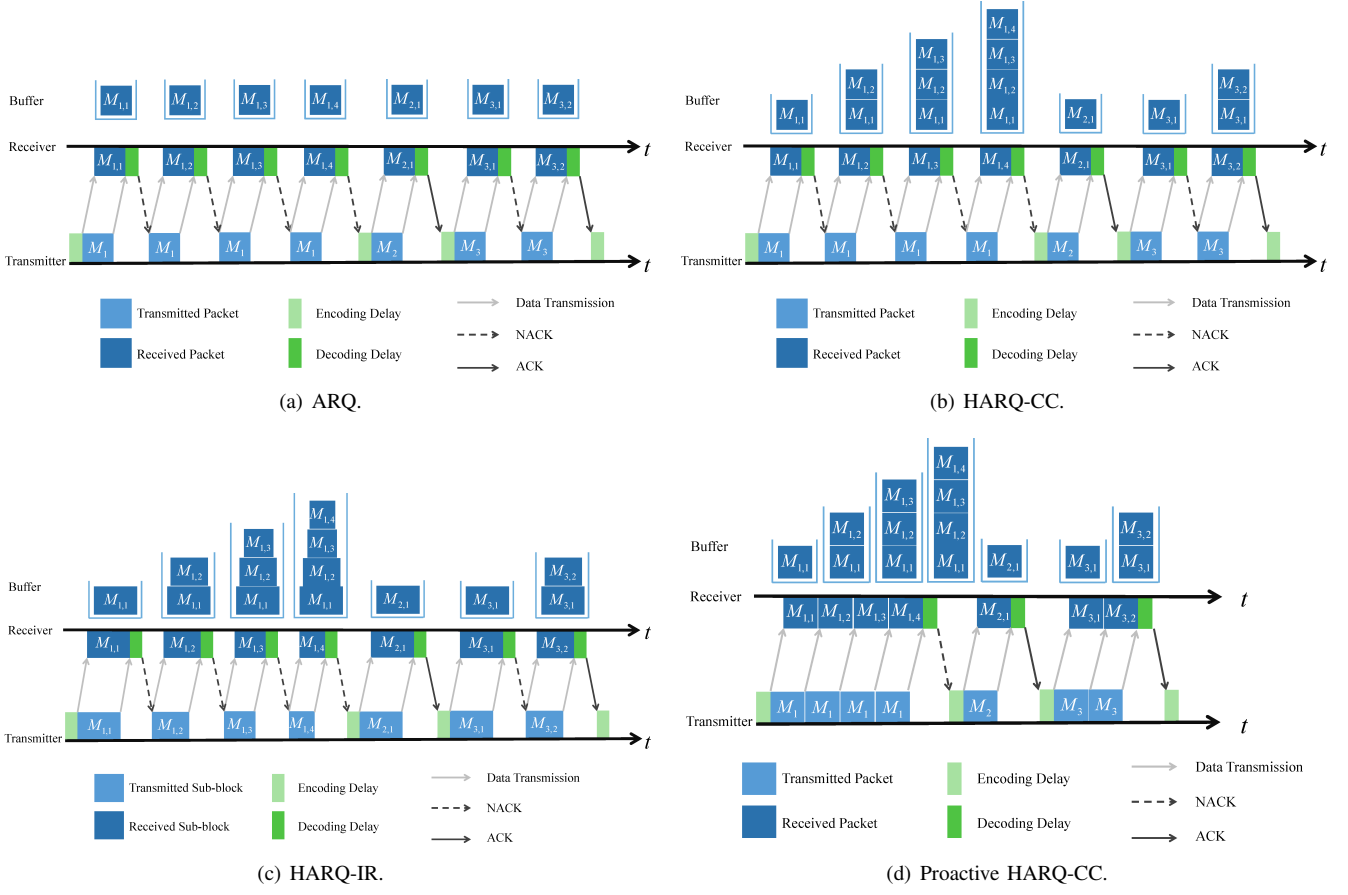 Buffer
M1,1 M1,2 M1,3 M1,4 M2,1 M3,1 M3,2
Receiver
t
M1,1 M1,2 M1,3 M1,4 M2,1 M3,1 M3,2
M1 M1 M1 M1 M2 M3 M3
Transmitter
t
Transmitted Packet
Encoding Delay
Data Transmission
NACK
Received Packet
Decoding Delay
ACK
(a) ARQ.
M1,4
M1,3 M1,3
M1,2 M1,2 M1,2 M3,2
Buffer
M1,1 M1,1 M1,1 M1,1 M2,1 M3,1 M3,1
Receiver
t
M1,1 M1,2 M1,3 M1,4 M2,1 M3,1 M3,2
M1 M1 M1 M1 M2 M3 M3
Transmitter
t
Transmitted Packet
Encoding Delay
Data Transmission
NACK
Received Packet
Decoding Delay
ACK
(b) HARQ-CC.
M1,4
M1,3 M1,3
M1,2 M1,2 M1,2 M3,2
Buffer
M1,1 M1,1 M1,1 M1,1 M2,1 M3,1 M3,1
Receiver
t
M1,1 M1,2 M1,3 M1,4 M2,1 M3,1 M3,2
M1,1 M1,2 M1,3 M1,4 M2,1 M3,1 M3,2
Transmitter
t
Transmitted Sub-block
Encoding Delay
Data Transmission
NACK
Received Sub-block
Decoding Delay
ACK
(c) HARQ-IR.
M1,4
M1,3 M1,3
M1,2 M1,2 M1,2 M3,2
Buffer
M1,1 M1,1 M1,1 M1,1 M2,1 M3,1 M3,1
Receiver
t
M1,1 M1,2 M1,3 M1,4 M2,1 M3,1 M3,2
M1 M1 M1 M1 M2 M3 M3
Transmitter
t
Transmitted Packet
Encoding Delay
Data Transmission
NACK
Received Packet
Decoding Delay
ACK
(d) Proactive HARQ-CC.